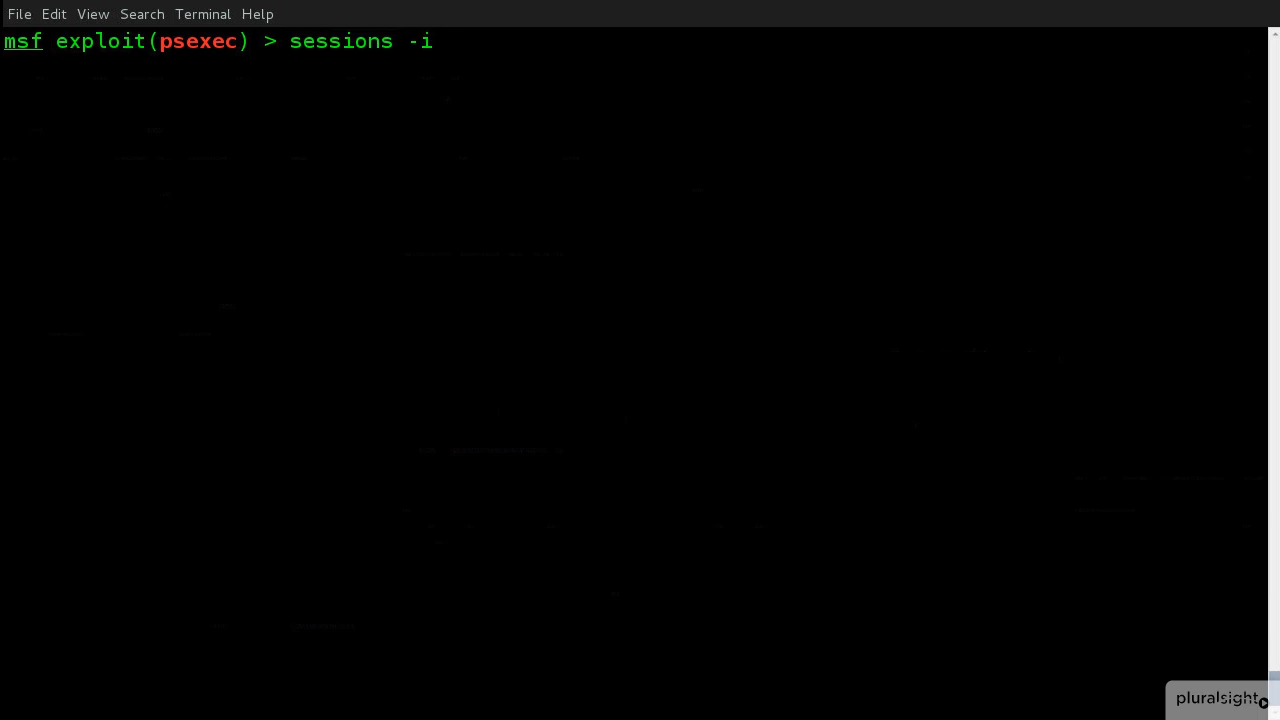 File Edit View Search Terminal Help
msf exploit(psexec) > sessions -i
pluralsight